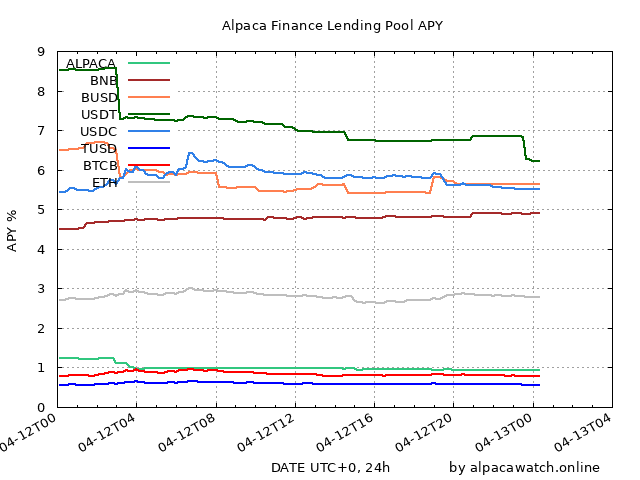 Alpaca Finance Lending Pool APY
9
8
7
6
5
4
3
2
1
0
APY %
ALPACA
BNB
BUSD
USDT
USDC
TUSD
BTCB
ETH
04-12T00
04-12T04
04-12T08
04-12T12
04-12T16
04-12T20
04-13T00
04-13T04
DATE UTC+0, 24h
by alpacawatch.online